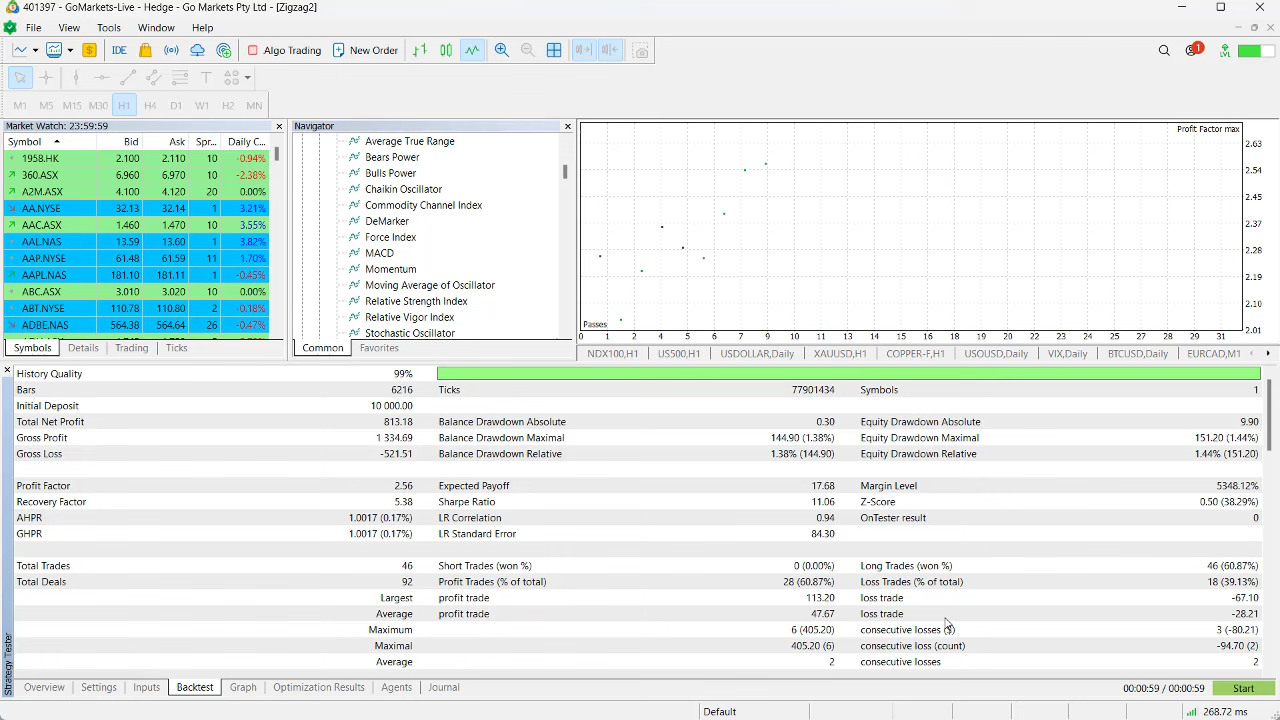 401397 - GoMarkets-Live - Hedge - Go Markets Pty Ltd - [Zigzag2]
File View Tools Window Help
IDE Algo Trading New Order 1 LVL
M1 M5 M15 M30 H1 H4 D1 W1 H2 MN
Market Watch: 23:59:59
Symbol Bid Ask Spr... Daily C...
1958.HK 2.100 2.110 10 -0.94%
360.ASX 6.960 6.970 10 -2.38%
A2M.ASX 4.100 4.120 20 0.00%
AA.NYSE 32.13 32.14 1 3.21%
AAC.ASX 1.460 1.470 10 3.55%
AAL.NAS 13.59 13.60 1 3.82%
AAP.NYSE 61.48 61.59 11 1.70%
AAPL.NAS 181.10 181.11 1 -0.45%
ABC.ASX 3.010 3.020 10 0.00%
ABT.NYSE 110.78 110.80 2 -0.18%
ADBE.NAS 564.38 564.64 26 -0.47%
Symbols Details Trading Ticks
Navigator
Average True Range
Bears Power
Bulls Power
Chaikin Oscillator
Commodity Channel Index
DeMarker
Force Index
MACD
Momentum
Moving Average of Oscillator
Relative Strength Index
Relative Vigor Index
Stochastic Oscillator
Common Favorites
Profit Factor max
2.63
2.54
2.45
2.37
2.28
2.19
2.10
2.01
Passes
0 1 2 3 4 5 6 7 8 9 10 11 12 13 14 15 16 17 18 19 20 21 22 23 24 25 26 27 28 29 30 31
NDX100,H1 US500,H1 USDOLLAR,Daily XAUUSD,H1 COPPER-F,H1 USOUSD,Daily VIX,Daily BTCUSD,Daily EURCAD,M1
History Quality 99%
Bars 6216 Ticks 77901434 Symbols 1
Initial Deposit 10 000.00
Total Net Profit 813.18 Balance Drawdown Absolute 0.30 Equity Drawdown Absolute 9.90
Gross Profit 1 334.69 Balance Drawdown Maximal 144.90 (1.38%) Equity Drawdown Maximal 151.20 (1.44%)
Gross Loss -521.51 Balance Drawdown Relative 1.38% (144.90) Equity Drawdown Relative 1.44% (151.20)
Profit Factor 2.56 Expected Payoff 17.68 Margin Level 5348.12%
Recovery Factor 5.38 Sharpe Ratio 11.06 Z-Score 0.50 (38.29%)
AHPR 1.0017 (0.17%) LR Correlation 0.94 OnTester result 0
GHPR 1.0017 (0.17%) LR Standard Error 84.30
Total Trades 46 Short Trades (won %) 0 (0.00%) Long Trades (won %) 46 (60.87%)
Total Deals 92 Profit Trades (% of total) 28 (60.87%) Loss Trades (% of total) 18 (39.13%)
Largest profit trade 113.20 loss trade -67.10
Average profit trade 47.67 loss trade -28.21
Maximum 6 (405.20) consecutive losses ($) 3 (-80.21)
Maximal 405.20 (6) consecutive loss (count) -94.70 (2)
Average 2 consecutive losses 2
Strategy Tester
Overview Settings Inputs Backtest Graph Optimization Results Agents Journal 00:00:59 / 00:00:59 Start
Default 268.72 ms